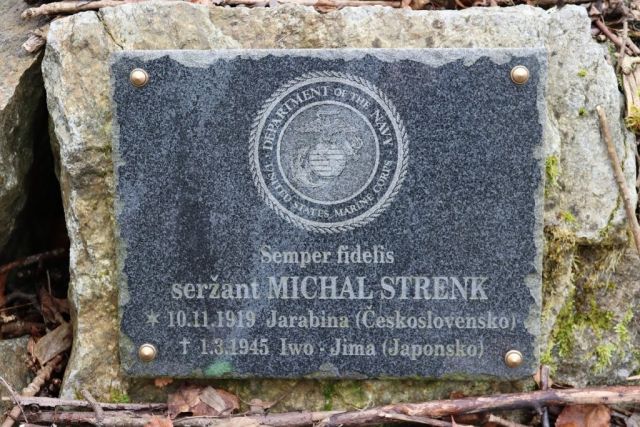 DEPARTMENT OF THE NAVY
UNITED STATES MARINE CORPS
Semper fidelis
seržant MICHAL STRENK
* 10.11.1919 Jarabina (Československo)
† 1.3.1945 Iwo - Jima (Japonsko)